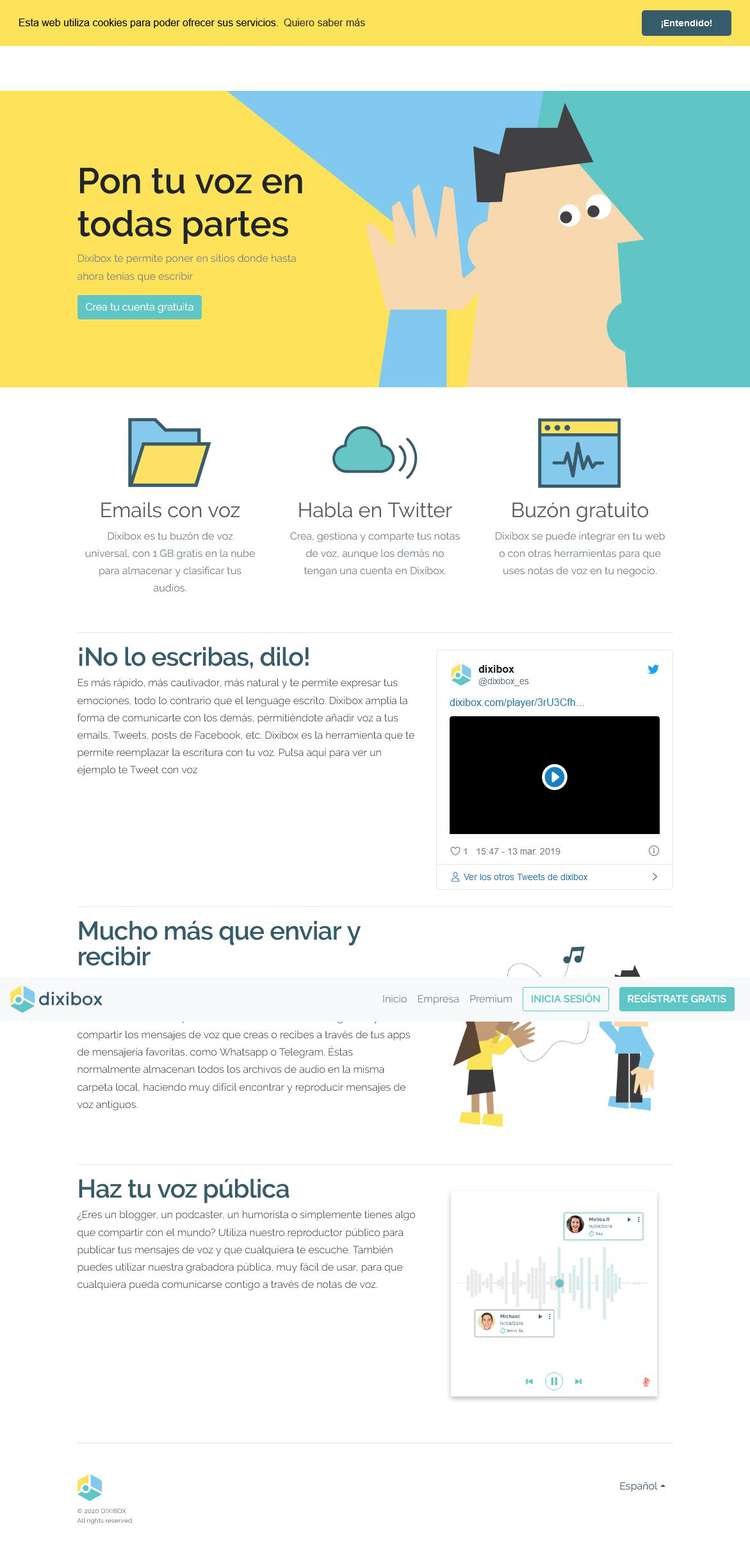 Esta web utiliza cookies para poder ofrecer sus servicios. Quiero saber más
¡Entendido!
Pon tu voz en
todas partes
Dixibox te permite poner en sitios donde hasta
ahora tenías que escribir
Crea tu cuenta gratuita
Emails con voz
Dixibox es tu buzón de voz
universal, con 1 GB gratis en la nube
para almacenar y clasificar tus
audios.
Habla en Twitter
Crea, gestiona y comparte tus notas
de voz, aunque los demás no
tengan una cuenta en Dixibox.
Buzón gratuito
Dixibox se puede integrar en tu web
o con otras herramientas para que
uses notas de voz en tu negocio.
¡No lo escribas, dilo!
Es más rápido, más cautivador, más natural y te permite expresar tus
emociones, todo lo contrario que el lenguage escrito. Dixibox amplia la
forma de comunicarte con los demás, permitiéndote añadir voz a tus
emails, Tweets, posts de Facebook, etc. Dixibox es la herramienta que te
permite reemplazar la escritura con tu voz. Pulsa aquí para ver un
ejemplo te Tweet con voz
dixibox
@dixibox_es
dixibox.com/player/3rU3Cfh...
1 15:47 - 13 mar. 2019
Ver los otros Tweets de dixibox
Mucho más que enviar y
recibir
dixibox
Inicio
Empresa
Premium
INICIA SESIÓN
REGÍSTRATE GRATIS
compartir los mensajes de voz que creas o recibes a través de tus apps
de mensajería favoritas, como Whatsapp o Telegram. Éstas
normalmente almacenan todos los archivos de audio en la misma
carpeta local, haciendo muy difícil encontrar y reproducir mensajes de
voz antiguos.
Haz tu voz pública
¿Eres un blogger, un podcaster, un humorista o simplemente tienes algo
que compartir con el mundo? Utiliza nuestro reproductor público para
publicar tus mensajes de voz y que cualquiera te escuche. También
puedes utilizar nuestra grabadora pública, muy fácil de usar, para que
cualquiera pueda comunicarse contigo a través de notas de voz.
Melisa R
Michael
Español
© 2020 DIXIBOX
All rights reserved.